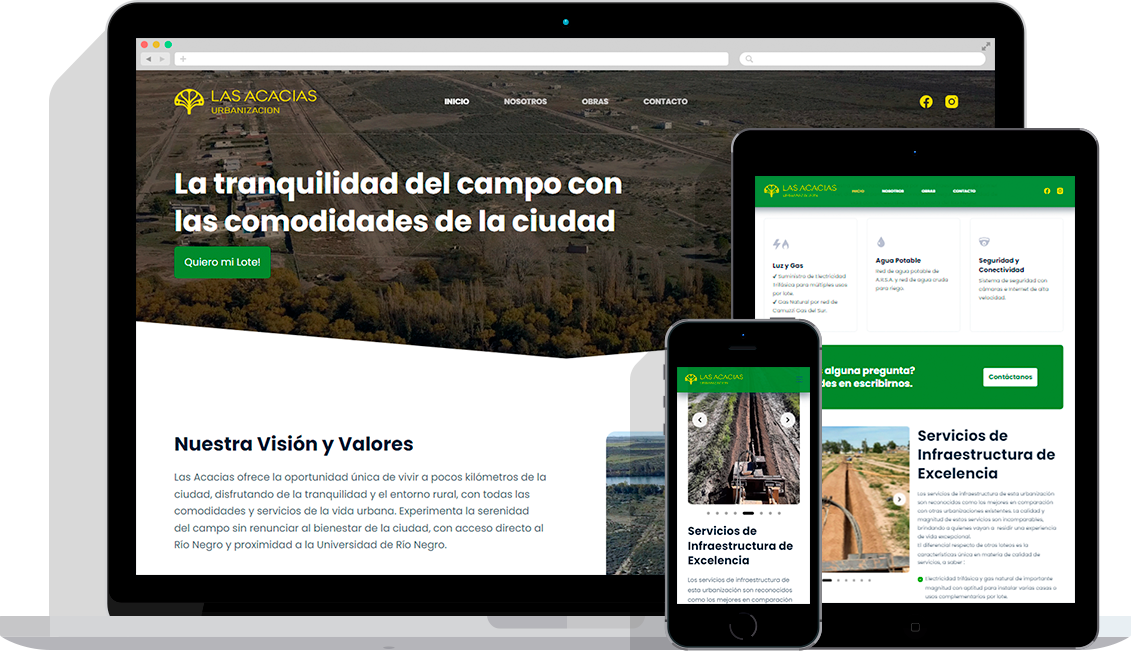 LAS ACACIAS
URBANIZACION
INICIO NOSOTROS OBRAS CONTACTO
La tranquilidad del campo con
las comodidades de la ciudad
Quiero mi Lote!
Nuestra Visión y Valores
Las Acacias ofrece la oportunidad única de vivir a pocos kilómetros de la
ciudad, disfrutando de la tranquilidad y el entorno rural, con todas las
comodidades y servicios de la vida urbana. Experimenta la serenidad
del campo sin renunciar al bienestar de la ciudad, con acceso directo al
Río Negro y proximidad a la Universidad de Río Negro.
LAS ACACIAS
URBANIZACION
INICIO NOSOTROS OBRAS CONTACTO
Luz y Gas
✓ Suministro de Electricidad
Trifásica para múltiples usos
por lote.
✓ Gas Natural por red de
Camuzzi Gas del Sur.
Agua Potable
Red de agua potable de
A.R.S.A. y red de agua cruda
para riego.
Seguridad y
Conectividad
Sistema de seguridad con
cámaras e Internet de alta
velocidad.
alguna pregunta?
es en escribirnos.
Contáctanos
Servicios de
Infraestructura de
Excelencia
Los servicios de infraestructura de esta urbanización
son reconocidos como los mejores en comparación
con otras urbanizaciones existentes. La calidad y
magnitud de estos servicios son incomparables,
brindando a quienes vayan a residir una experiencia
de vida excepcional.
El diferencial respecto de otros loteos es la
características única en materia de calidad de
servicios, a saber :
Electricidad trifásica y gas natural de importante
magnitud con aptitud para instalar varias casas o
usos complementarios por lote.
LAS ACACIAS
URBANIZACION
Servicios de
Infraestructura de
Excelencia
Los servicios de infraestructura de
esta urbanización son reconocidos
como los mejores en comparación